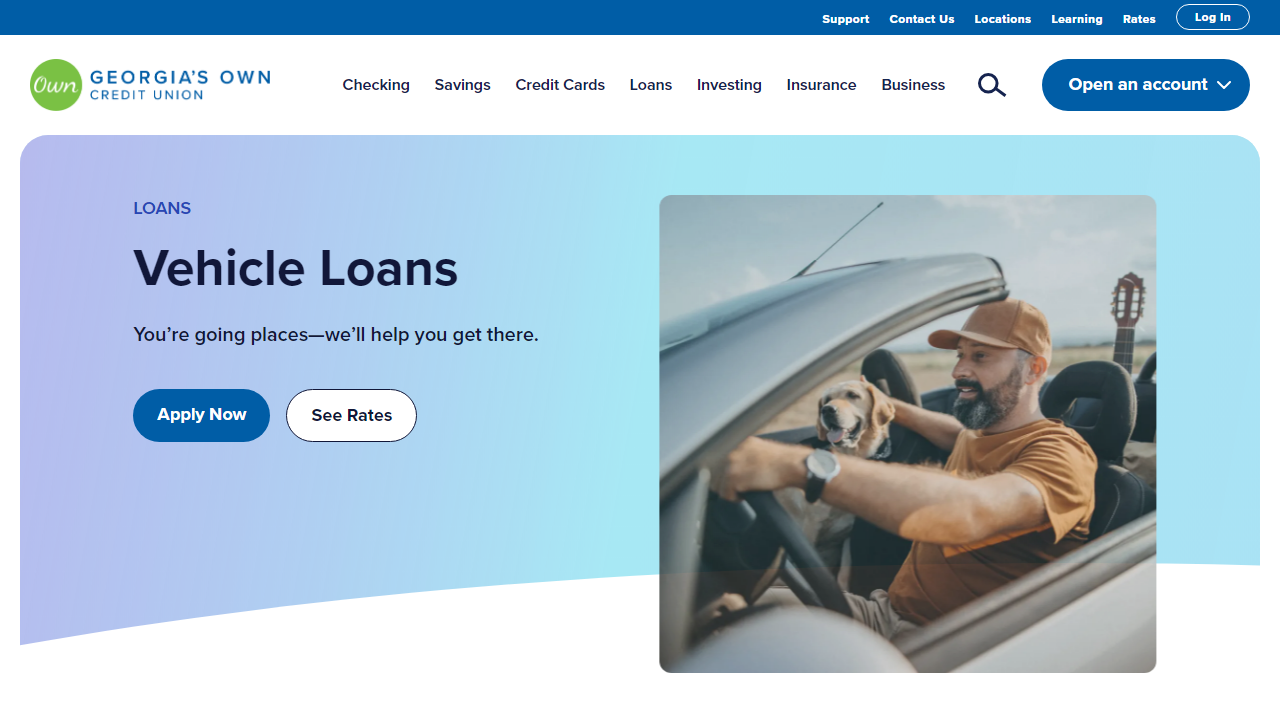 Support Contact Us Locations Learning Rates Log In
Own GEORGIA'S OWN
CREDIT UNION
Checking Savings Credit Cards Loans Investing Insurance Business Open an account
LOANS
Vehicle Loans
You're going places—we'll help you get there.
Apply Now See Rates